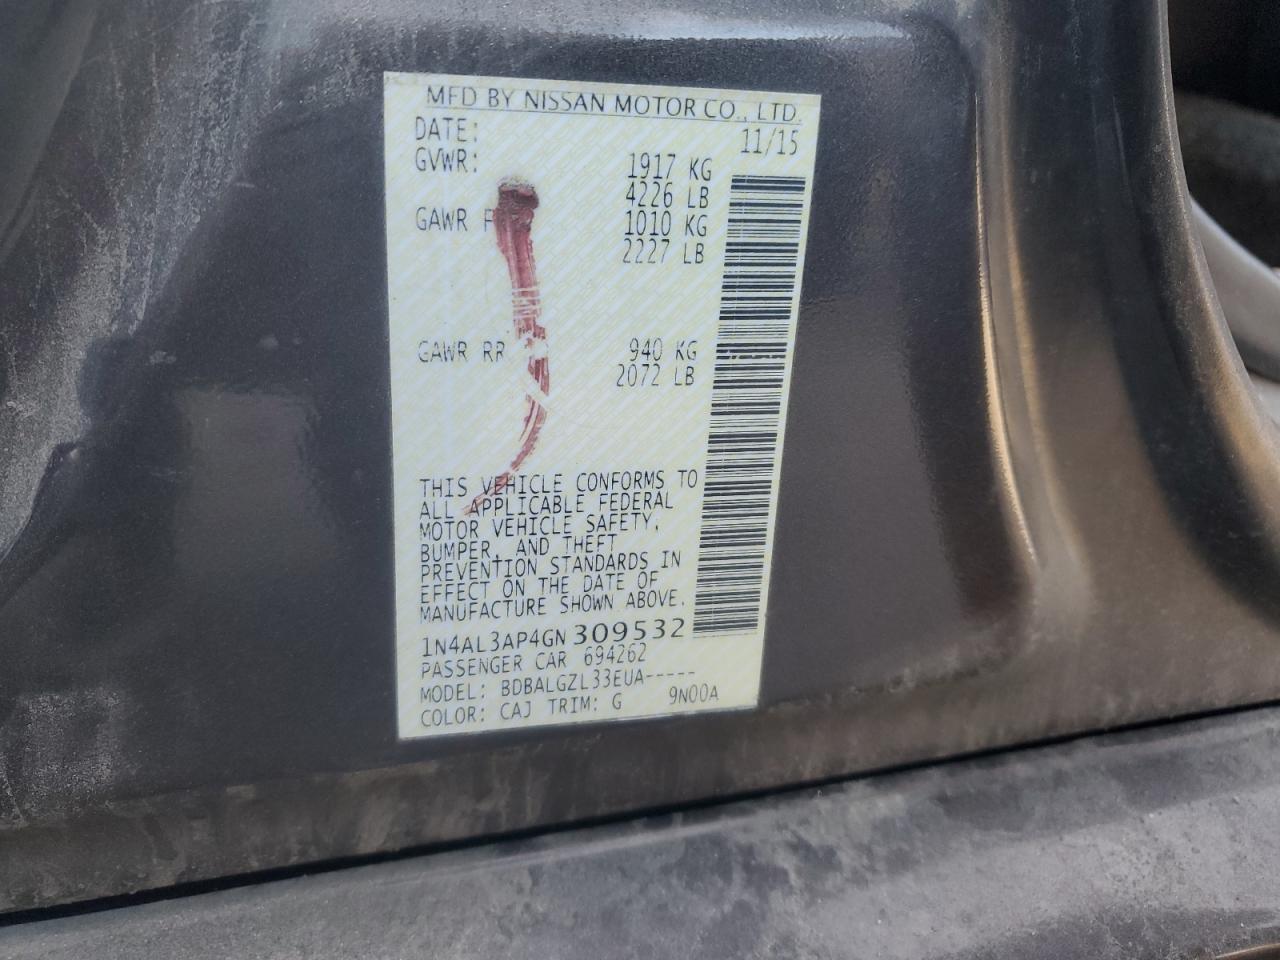 MFD BY NISSAN MOTOR CO., LTD.
DATE: 11/15
GVWR: 1917 KG
4226 LB
GAWR F 1010 KG
2227 LB
GAWR RR 940 KG
2072 LB
THIS VEHICLE CONFORMS TO
ALL APPLICABLE FEDERAL
MOTOR VEHICLE SAFETY,
BUMPER, AND THEFT
PREVENTION STANDARDS IN
EFFECT ON THE DATE OF
MANUFACTURE SHOWN ABOVE.
1N4AL3AP4GN309532
PASSENGER CAR 694262
MODEL: BDBALGZL33EUA-----
COLOR: CAJ TRIM: G 9N00A